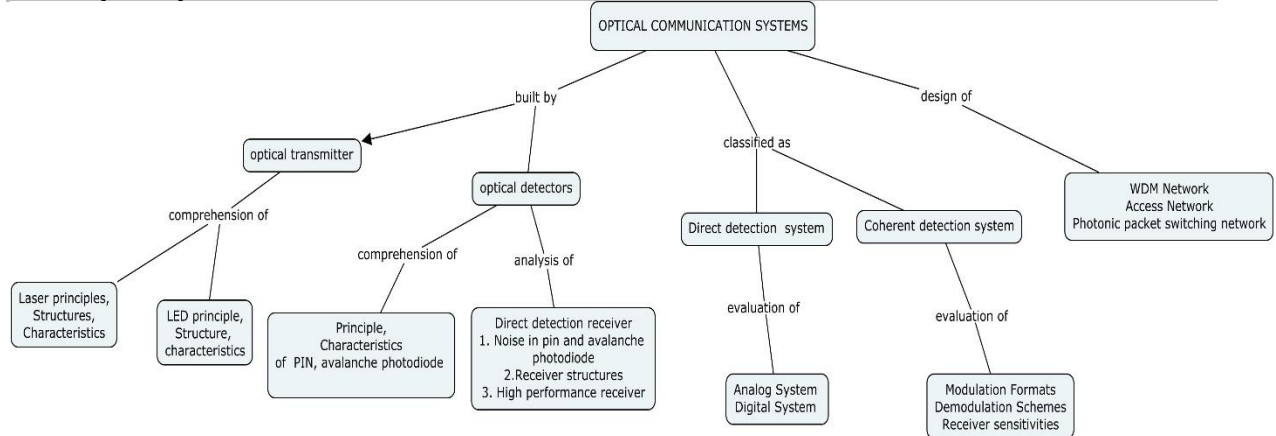 OPTICAL COMMUNICATION SYSTEMS
built by
design of
classified as
optical transmitter
optical detectors
WDM Network
Access Network
Photonic packet switching network
comprehension of
Direct detection system
Coherent detection system
comprehension of
analysis of
evaluation of
evaluation of
Laser principles,
Structures,
Characteristics
LED principle,
Structure,
characteristics
Principle,
Characteristics
of PIN, avalanche photodiode
Direct detection receiver
1. Noise in pin and avalanche
photodiode
2.Receiver structures
3. High performance receiver
Analog System
Digital System
Modulation Formats
Demodulation Schemes
Receiver sensitivities